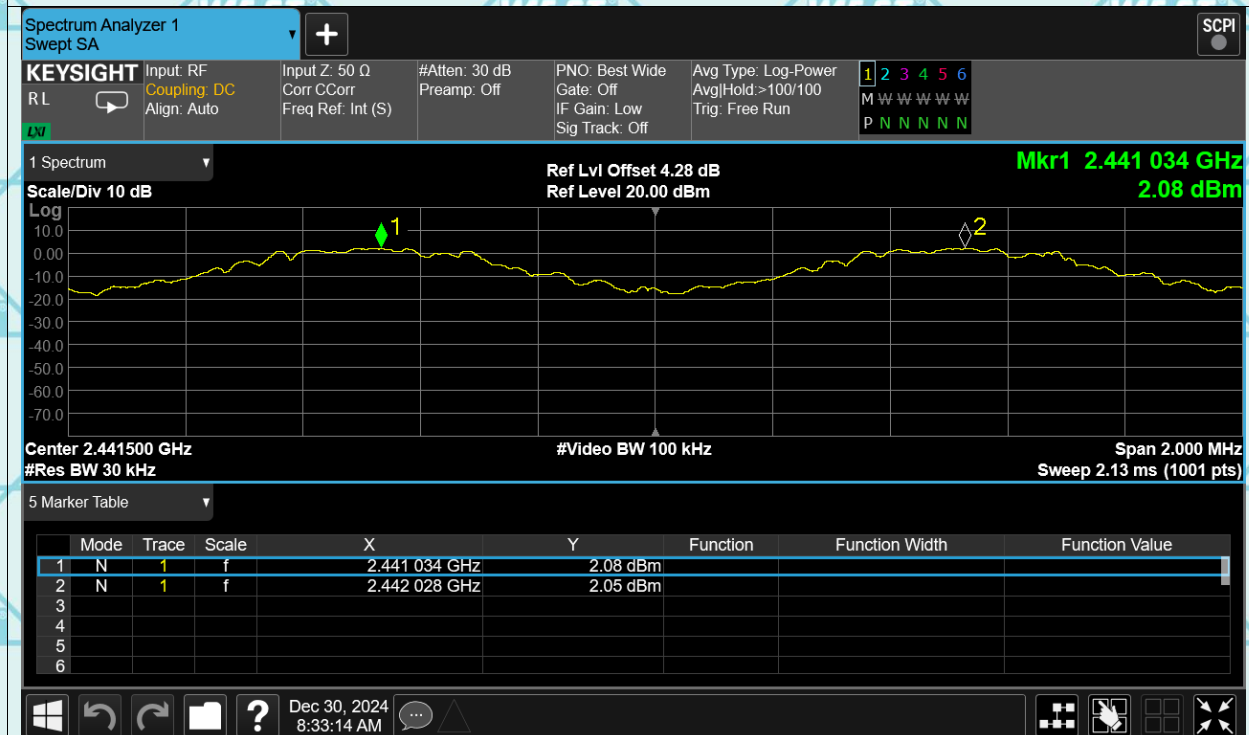 Spectrum Analyzer 1
Swept SA
+
SCPI
KEYSIGHT
RL
LXI
Input: RF
Coupling: DC
Align: Auto
Input Z: 50 Ω
Corr CCorr
Freq Ref: Int (S)
#Atten: 30 dB
Preamp: Off
PNO: Best Wide
Gate: Off
IF Gain: Low
Sig Track: Off
Avg Type: Log-Power
Avg|Hold:>100/100
Trig: Free Run
1 2 3 4 5 6
M W W W W W
P N N N N N
1 Spectrum
Scale/Div 10 dB
Ref Lvl Offset 4.28 dB
Ref Level 20.00 dBm
Mkr1 2.441 034 GHz
2.08 dBm
Log
1
2
10.0
0.00
-10.0
-20.0
-30.0
-40.0
-50.0
-60.0
-70.0
Center 2.441500 GHz
#Video BW 100 kHz
Span 2.000 MHz
#Res BW 30 kHz
Sweep 2.13 ms (1001 pts)
5 Marker Table
Mode Trace Scale X Y Function Function Width Function Value
1 N 1 f 2.441 034 GHz 2.08 dBm
2 N 1 f 2.442 028 GHz 2.05 dBm
3
4
5
6
?
Dec 30, 2024
8:33:14 AM